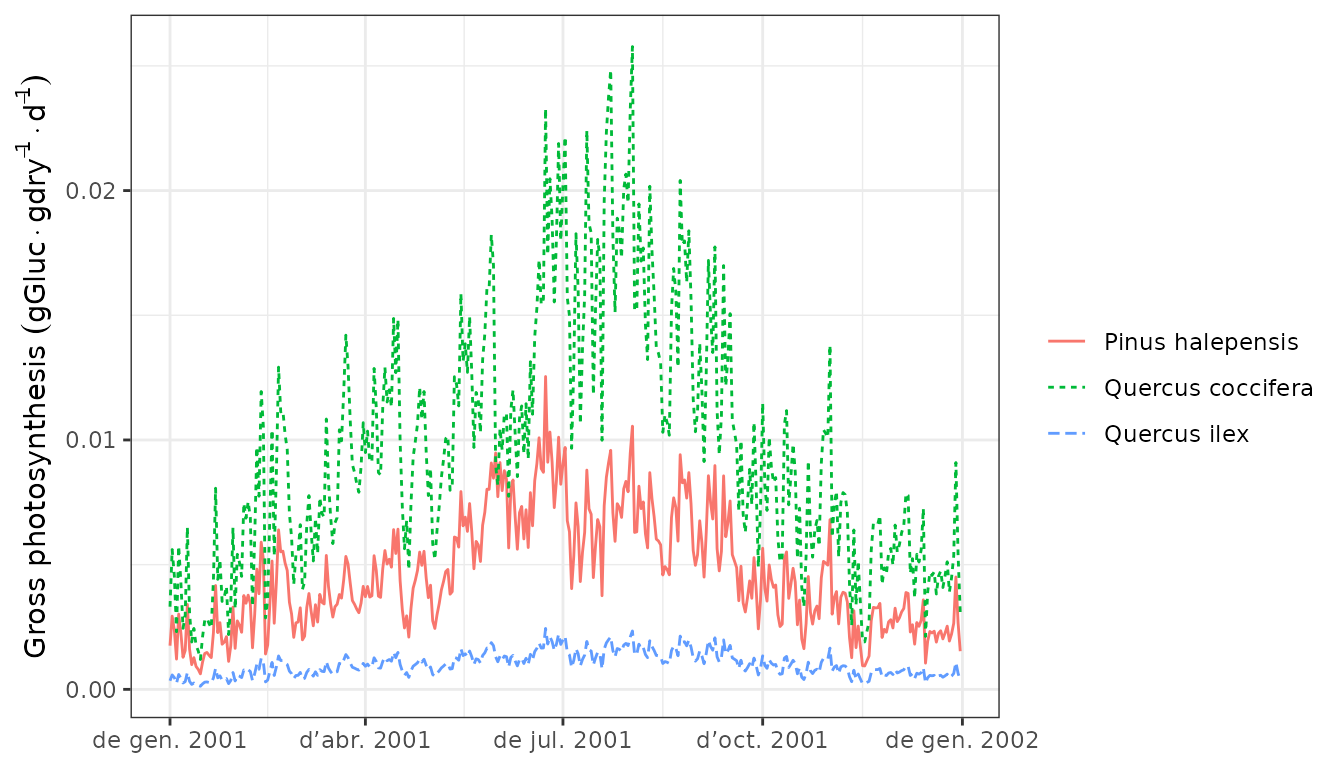 Gross photosynthesis (gGluc · gdry⁻¹ · d⁻¹)
0.02
0.01
0.00
de gen. 2001 d’abr. 2001 de jul. 2001 d’oct. 2001 de gen. 2002
Pinus halepensis
Quercus coccifera
Quercus ilex